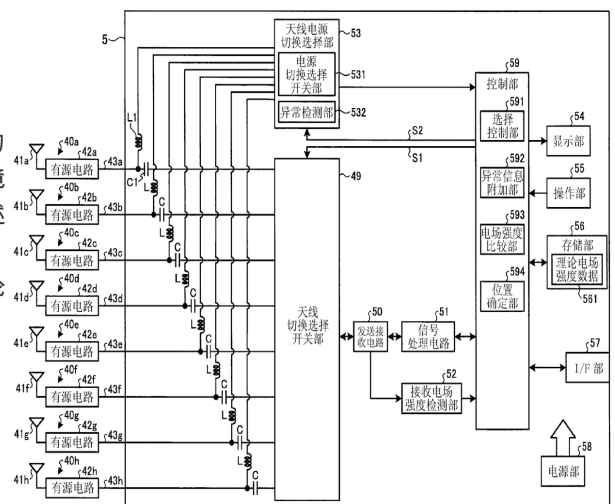 5
天线电源
切换选择部
53
电源
切换选择
开关部
531
异常检测部
532
59
控制部
591
选择
控制部
592
异常信息
附加部
593
电场强度
比较部
594
位置
确定部
54
显示部
55
操作部
56
存储部
理论电场
强度数据
561
57
I/F部
58
电源部
S2
S1
49
天线
切换选择
开关部
50
发送接
收电路
51
信号
处理电路
52
接收电场
强度检测部
L1
C1
40a
41a
42a
有源电路
43a
40b
41b
42b
有源电路
43b
L
C
40c
41c
42c
有源电路
43c
L
C
40d
41d
42d
有源电路
43d
L
C
40e
41e
42e
有源电路
43e
L
C
40f
41f
42f
有源电路
43f
L
C
40g
41g
42g
有源电路
43g
L
C
40h
41h
42h
有源电路
43h
L
C